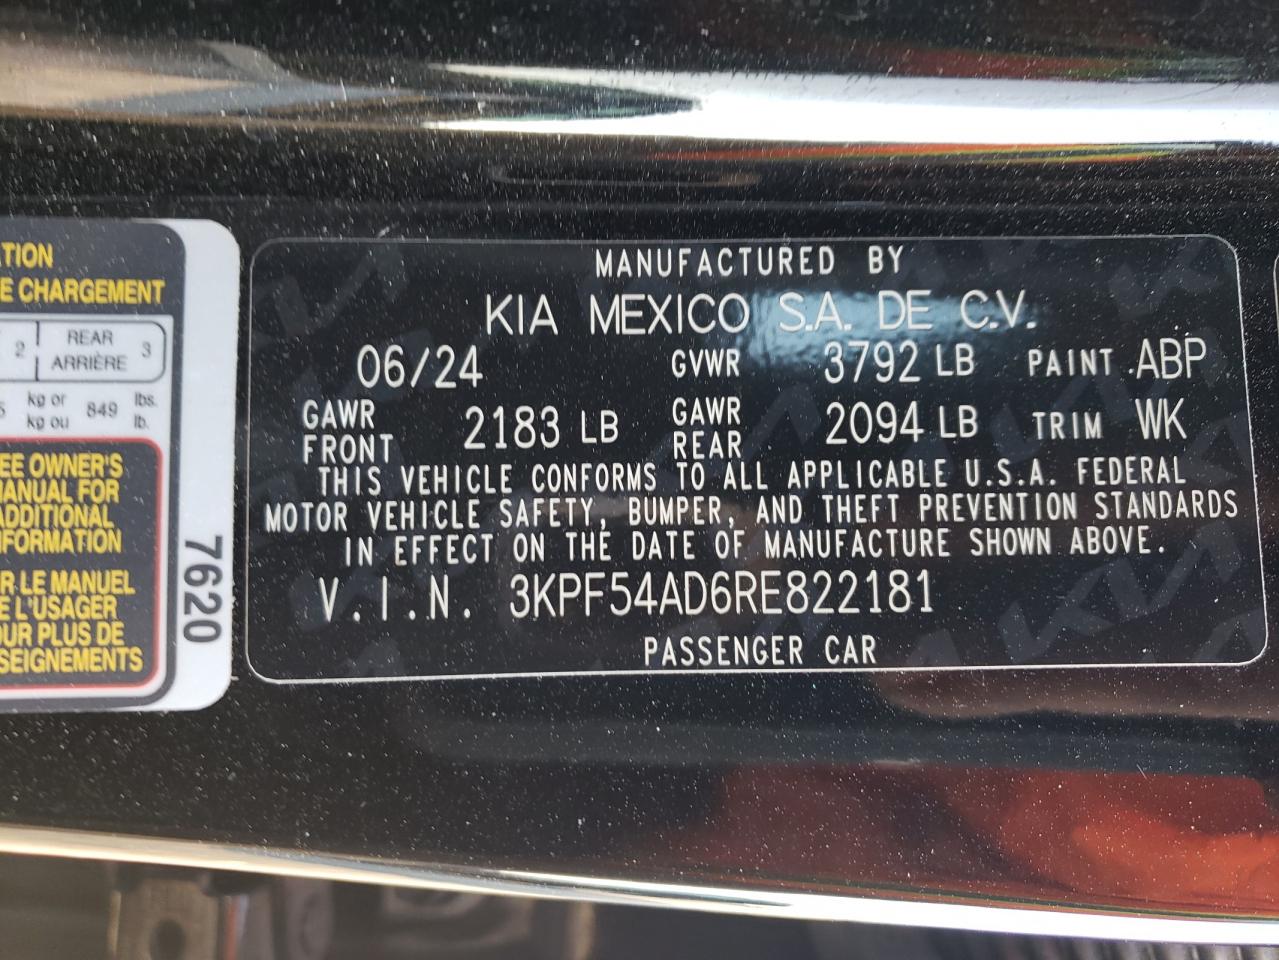 TION
E CHARGEMENT
2 REAR ARRIÈRE 3
5 kg or kg ou 849 lbs. lb.
EE OWNER'S
MANUAL FOR
ADDITIONAL
NFORMATION
R LE MANUEL
E L'USAGER
OUR PLUS DE
SEIGNEMENTS
7620
MANUFACTURED BY
KIA MEXICO S.A. DE C.V.
06/24 GVWR 3792 LB PAINT ABP
GAWR FRONT 2183 LB GAWR REAR 2094 LB TRIM WK
THIS VEHICLE CONFORMS TO ALL APPLICABLE U.S.A. FEDERAL
MOTOR VEHICLE SAFETY, BUMPER, AND THEFT PREVENTION STANDARDS
IN EFFECT ON THE DATE OF MANUFACTURE SHOWN ABOVE.
V.I.N. 3KPF54AD6RE822181
PASSENGER CAR